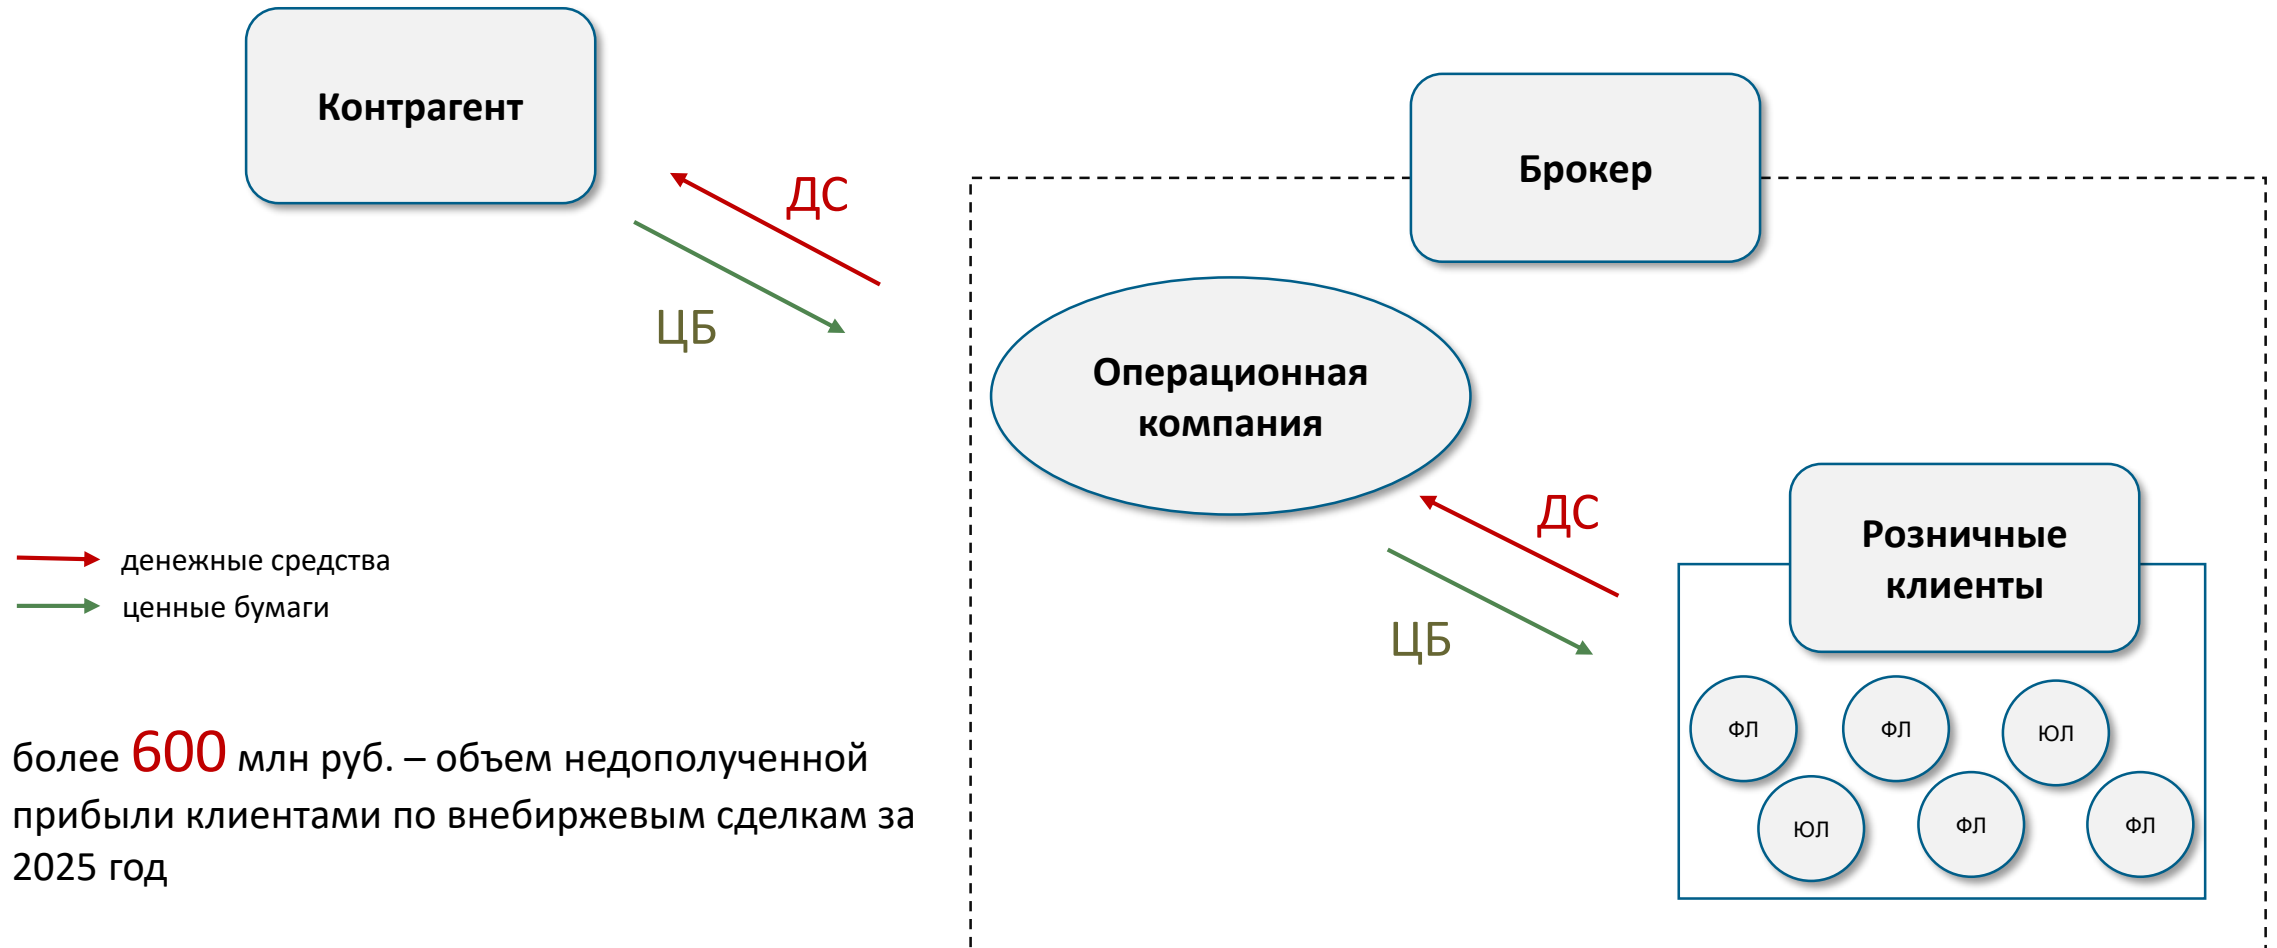 Контрагент
Брокер
ДС
ЦБ
Операционная
компания
ДС
ЦБ
Розничные
клиенты
ФЛ
ФЛ
ЮЛ
ЮЛ
ФЛ
ФЛ
денежные средства
ценные бумаги
более 600 млн руб. – объем недополученной
прибыли клиентами по внебиржевым сделкам за
2025 год